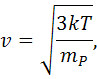 v = √(3kT/m_P),